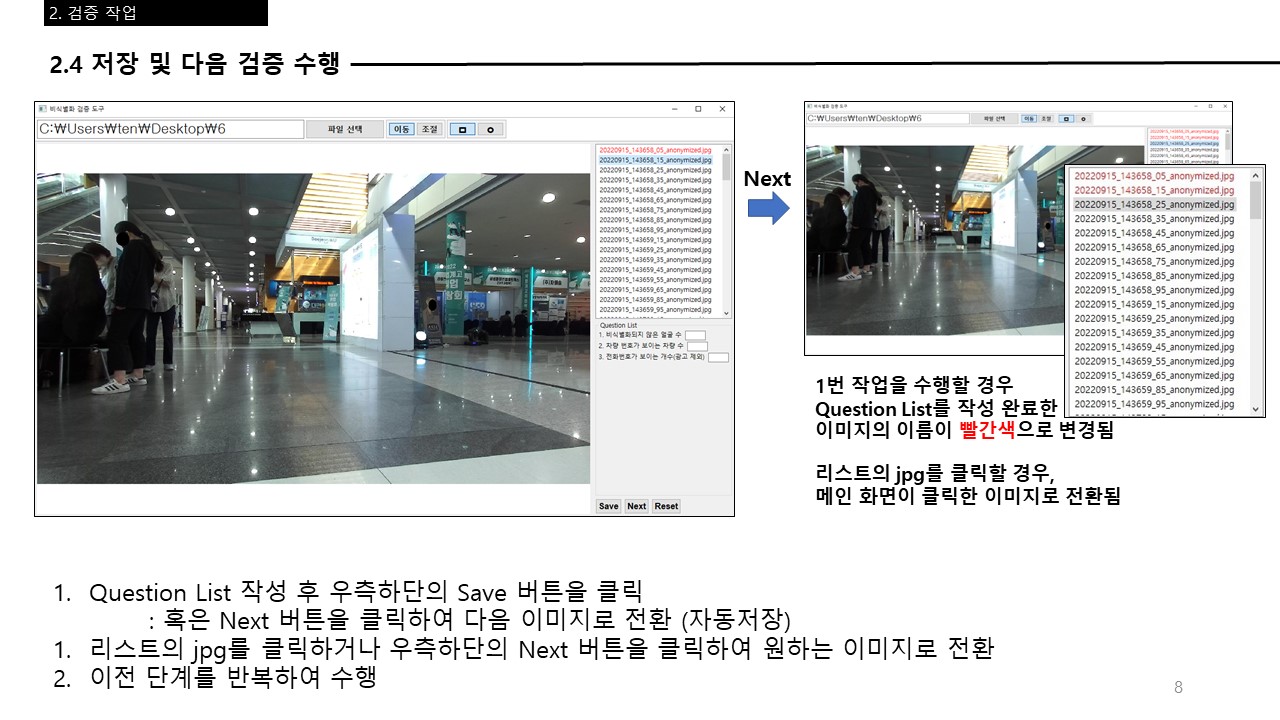 2. 검증 작업
2.4 저장 및 다음 검증 수행
비식별화 검증 도구
C:₩Users₩ten₩Desktop₩6
파일 선택
이동
조절
20220915_143658_05_anonymized.jpg
20220915_143658_15_anonymized.jpg
20220915_143658_25_anonymized.jpg
20220915_143658_35_anonymized.jpg
20220915_143658_45_anonymized.jpg
20220915_143658_65_anonymized.jpg
20220915_143658_75_anonymized.jpg
20220915_143658_85_anonymized.jpg
20220915_143658_95_anonymized.jpg
20220915_143659_15_anonymized.jpg
20220915_143659_25_anonymized.jpg
20220915_143659_35_anonymized.jpg
20220915_143659_45_anonymized.jpg
20220915_143659_55_anonymized.jpg
20220915_143659_65_anonymized.jpg
20220915_143659_85_anonymized.jpg
20220915_143659_95_anonymized.jpg
Question List
1. 비식별화되지 않은 얼굴 수
2. 차량 번호가 보이는 차량 수
3. 전화번호가 보이는 개수(광고 제외)
Save Next Reset
Next
비식별화 검증 도구
C:₩Users₩ten₩Desktop₩6
파일 선택
이동
조절
20220915_143658_05_anonymized.jpg
20220915_143658_15_anonymized.jpg
20220915_143658_25_anonymized.jpg
20220915_143658_35_anonymized.jpg
20220915_143658_45_anonymized.jpg
20220915_143658_65_anonymized.jpg
20220915_143658_05_anonymized.jpg
20220915_143658_15_anonymized.jpg
20220915_143658_25_anonymized.jpg
20220915_143658_35_anonymized.jpg
20220915_143658_45_anonymized.jpg
20220915_143658_65_anonymized.jpg
20220915_143658_75_anonymized.jpg
20220915_143658_85_anonymized.jpg
20220915_143658_95_anonymized.jpg
20220915_143659_15_anonymized.jpg
20220915_143659_25_anonymized.jpg
20220915_143659_35_anonymized.jpg
20220915_143659_45_anonymized.jpg
20220915_143659_55_anonymized.jpg
20220915_143659_65_anonymized.jpg
20220915_143659_85_anonymized.jpg
20220915_143659_95_anonymized.jpg
1번 작업을 수행할 경우
Question List를 작성 완료한
이미지의 이름이 빨간색으로 변경됨
리스트의 jpg를 클릭할 경우,
메인 화면이 클릭한 이미지로 전환됨
1. Question List 작성 후 우측하단의 Save 버튼을 클릭
: 혹은 Next 버튼을 클릭하여 다음 이미지로 전환 (자동저장)
1. 리스트의 jpg를 클릭하거나 우측하단의 Next 버튼을 클릭하여 원하는 이미지로 전환
2. 이전 단계를 반복하여 수행
8